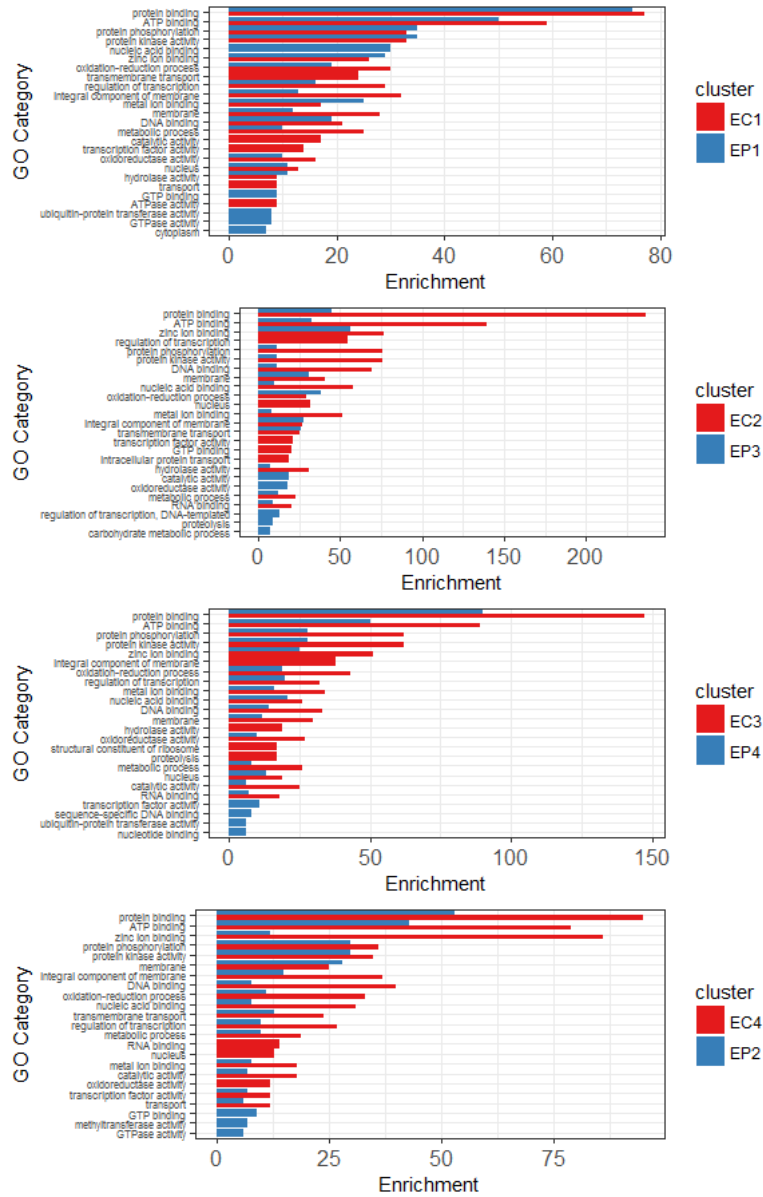 protein binding
ATP binding
protein phosphorylation
protein kinase activity
nucleic acid binding
zinc ion binding
oxidation-reduction process
transmembrane transport
regulation of transcription
integral component of membrane
metal ion binding
membrane
DNA binding
metabolic process
catalytic activity
transcription factor activity
oxidoreductase activity
nucleus
hydrolase activity
transport
GTP binding
ATPase activity
ubiquitin-protein transferase activity
GTPase activity
cytoplasm
GO Category
0 20 40 60 80
Enrichment
cluster
EC1
EP1
protein binding
ATP binding
zinc ion binding
regulation of transcription
protein phosphorylation
protein kinase activity
DNA binding
membrane
nucleic acid binding
oxidation-reduction process
nucleus
metal ion binding
integral component of membrane
transmembrane transport
transcription factor activity
GTP binding
intracellular protein transport
hydrolase activity
catalytic activity
oxidoreductase activity
metabolic process
RNA binding
regulation of transcription, DNA-templated
proteolysis
carbohydrate metabolic process
GO Category
0 50 100 150 200
Enrichment
cluster
EC2
EP3
protein binding
ATP binding
protein phosphorylation
protein kinase activity
zinc ion binding
integral component of membrane
oxidation-reduction process
regulation of transcription
metal ion binding
nucleic acid binding
DNA binding
membrane
hydrolase activity
oxidoreductase activity
structural constituent of ribosome
proteolysis
metabolic process
nucleus
catalytic activity
RNA binding
transcription factor activity
sequence-specific DNA binding
ubiquitin-protein transferase activity
nucleotide binding
GO Category
0 50 100 150
Enrichment
cluster
EC3
EP4
protein binding
ATP binding
zinc ion binding
protein phosphorylation
protein kinase activity
membrane
integral component of membrane
DNA binding
oxidation-reduction process
nucleic acid binding
transmembrane transport
regulation of transcription
metabolic process
RNA binding
nucleus
metal ion binding
catalytic activity
oxidoreductase activity
transcription factor activity
transport
GTP binding
methyltransferase activity
GTPase activity
GO Category
0 25 50 75
Enrichment
cluster
EC4
EP2